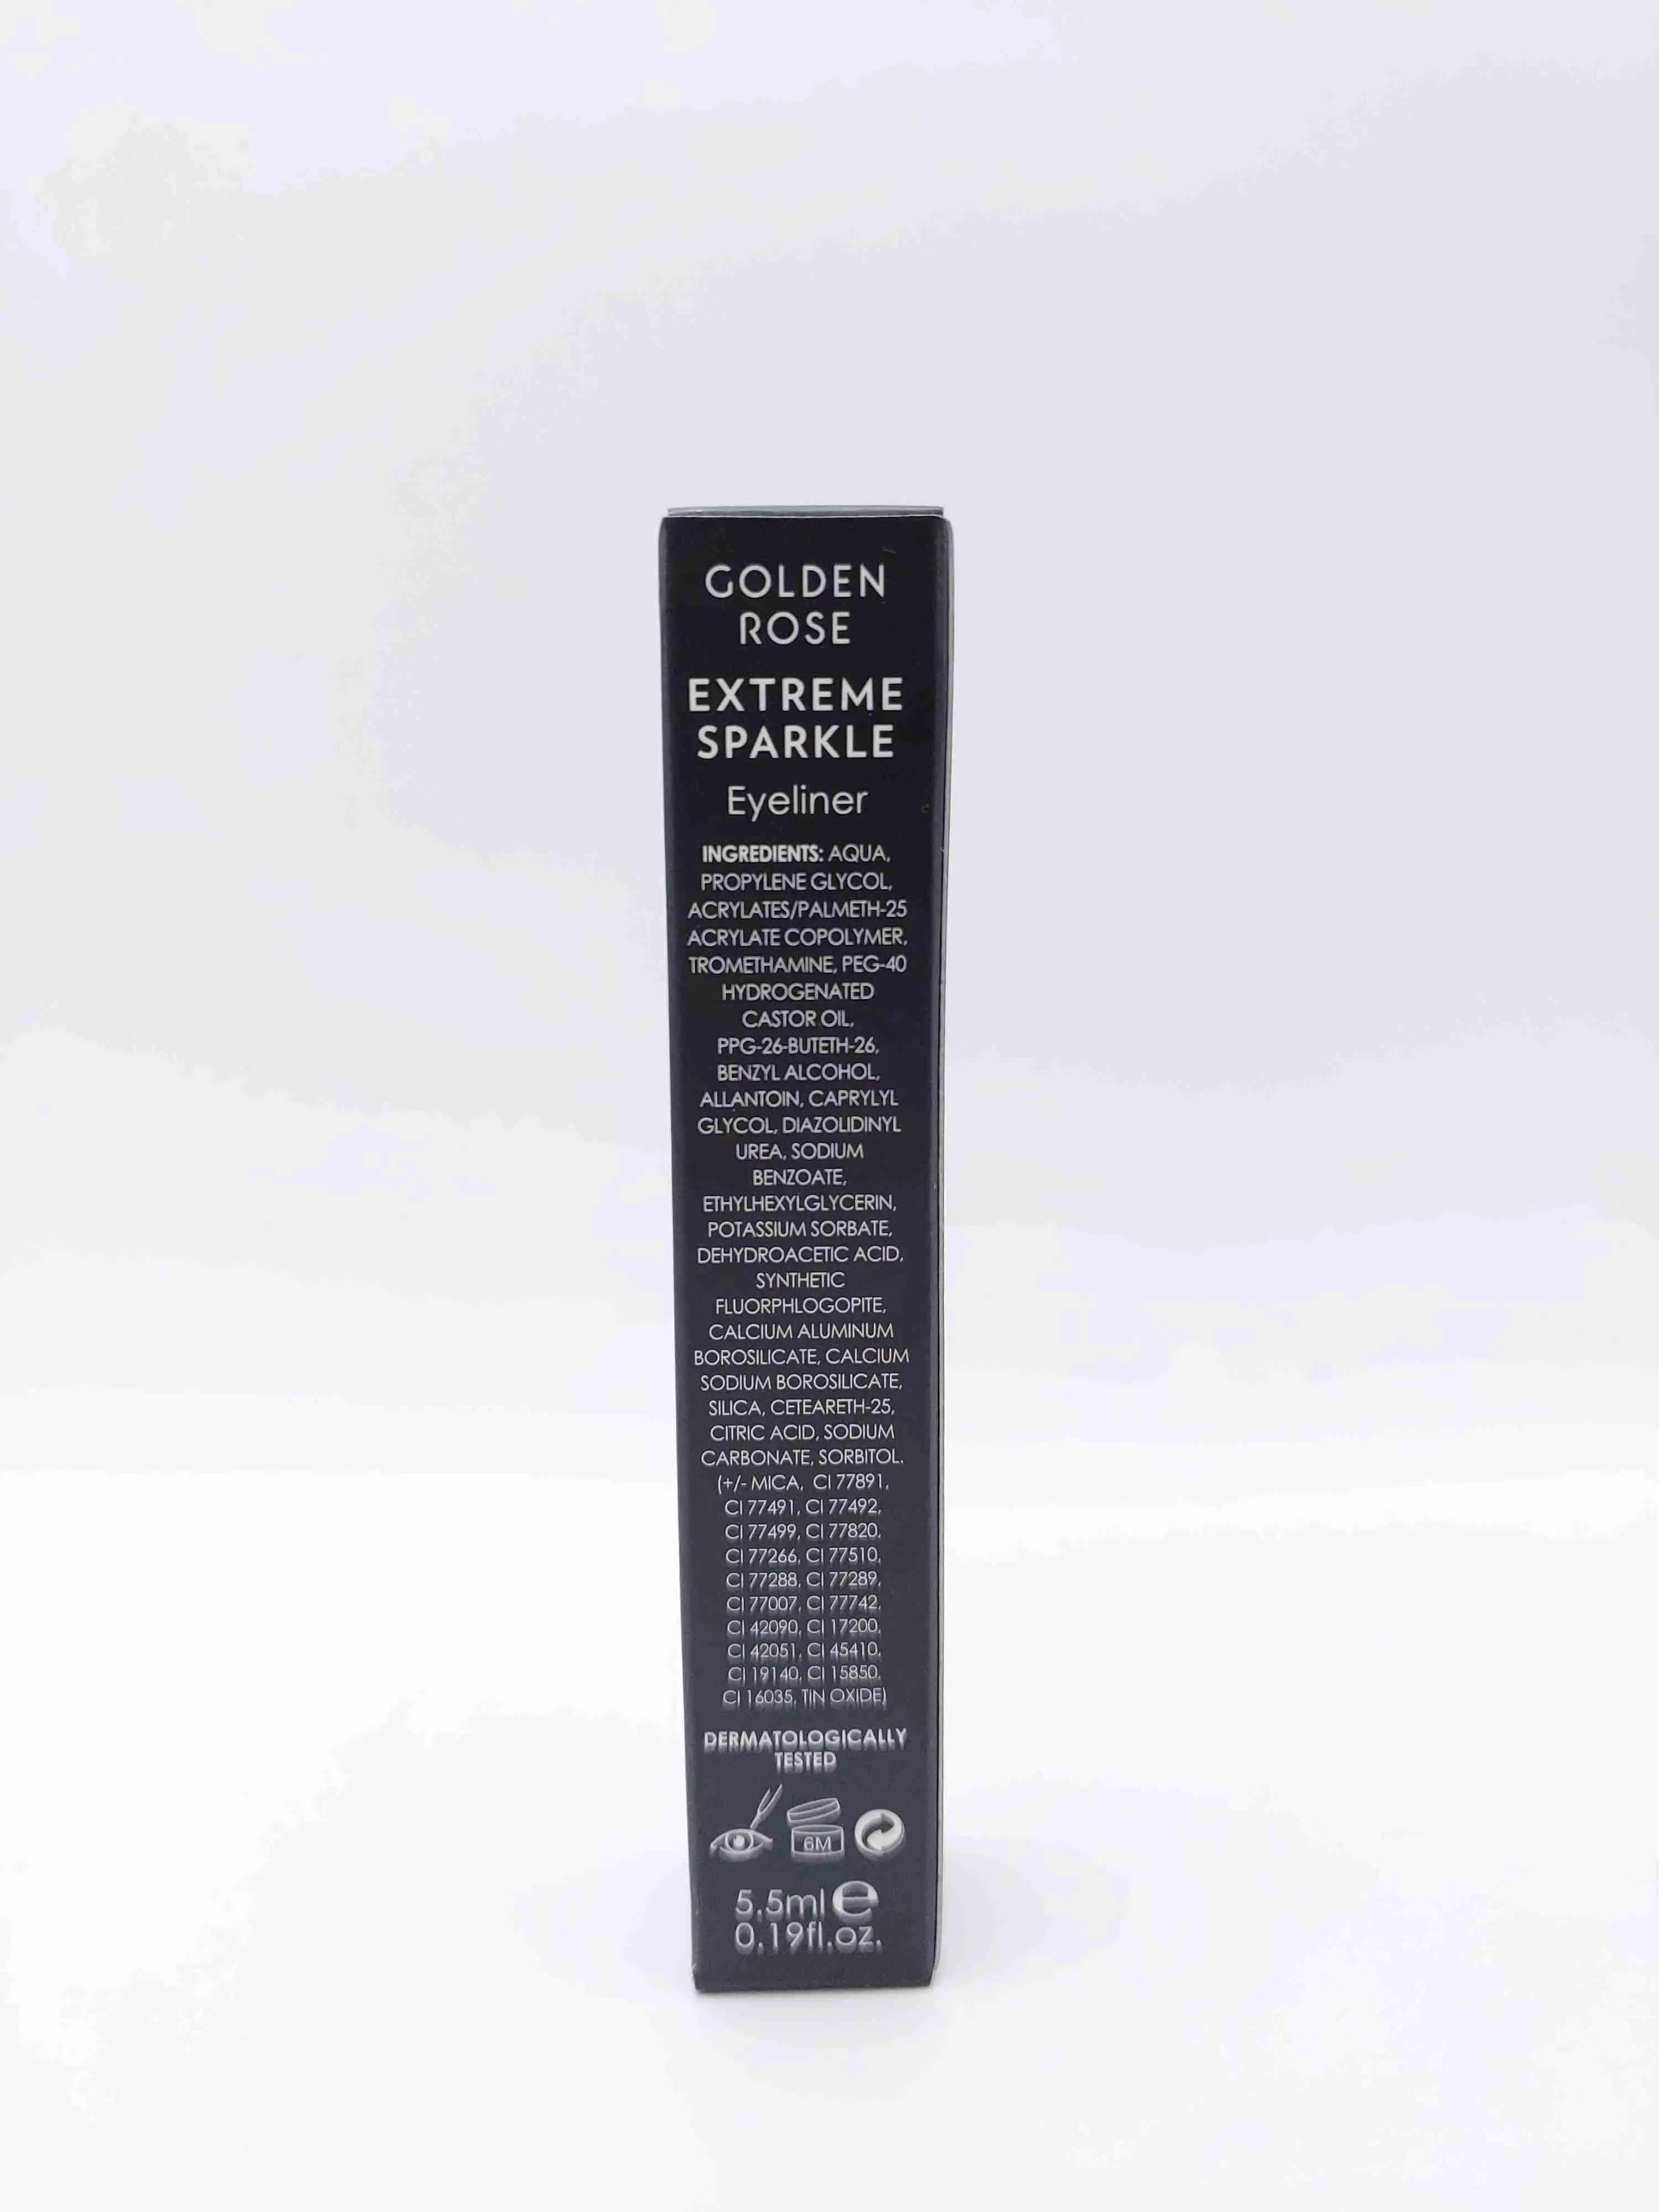 GOLDEN
ROSE
EXTREME
SPARKLE
Eyeliner
INGREDIENTS: AQUA,
PROPYLENE GLYCOL,
ACRYLATES/PALMETH-25
ACRYLATE COPOLYMER,
TROMETHAMINE, PEG-40
HYDROGENATED
CASTOR OIL,
PPG-26-BUTETH-26,
BENZYL ALCOHOL,
ALLANTOIN, CAPRYLYL
GLYCOL, DIAZOLIDINYL
UREA, SODIUM
BENZOATE,
ETHYLHEXYLGLYCERIN,
POTASSIUM SORBATE,
DEHYDROACETIC ACID,
SYNTHETIC
FLUORPHLOGOPITE,
CALCIUM ALUMINUM
BOROSILICATE, CALCIUM
SODIUM BOROSILICATE,
SILICA, CETEARETH-25,
CITRIC ACID, SODIUM
CARBONATE, SORBITOL.
(+/- MICA, CI 77891,
CI 77491, CI 77492,
CI 77499, CI 77820,
CI 77266, CI 77510,
CI 77288, CI 77289,
CI 77007, CI 77742,
CI 42090, CI 17200,
CI 42051, CI 45410,
CI 19140, CI 15850,
CI 16035, TIN OXIDE)
DERMATOLOGICALLY
TESTED
6M
5.5ml e
0.19fl.oz.